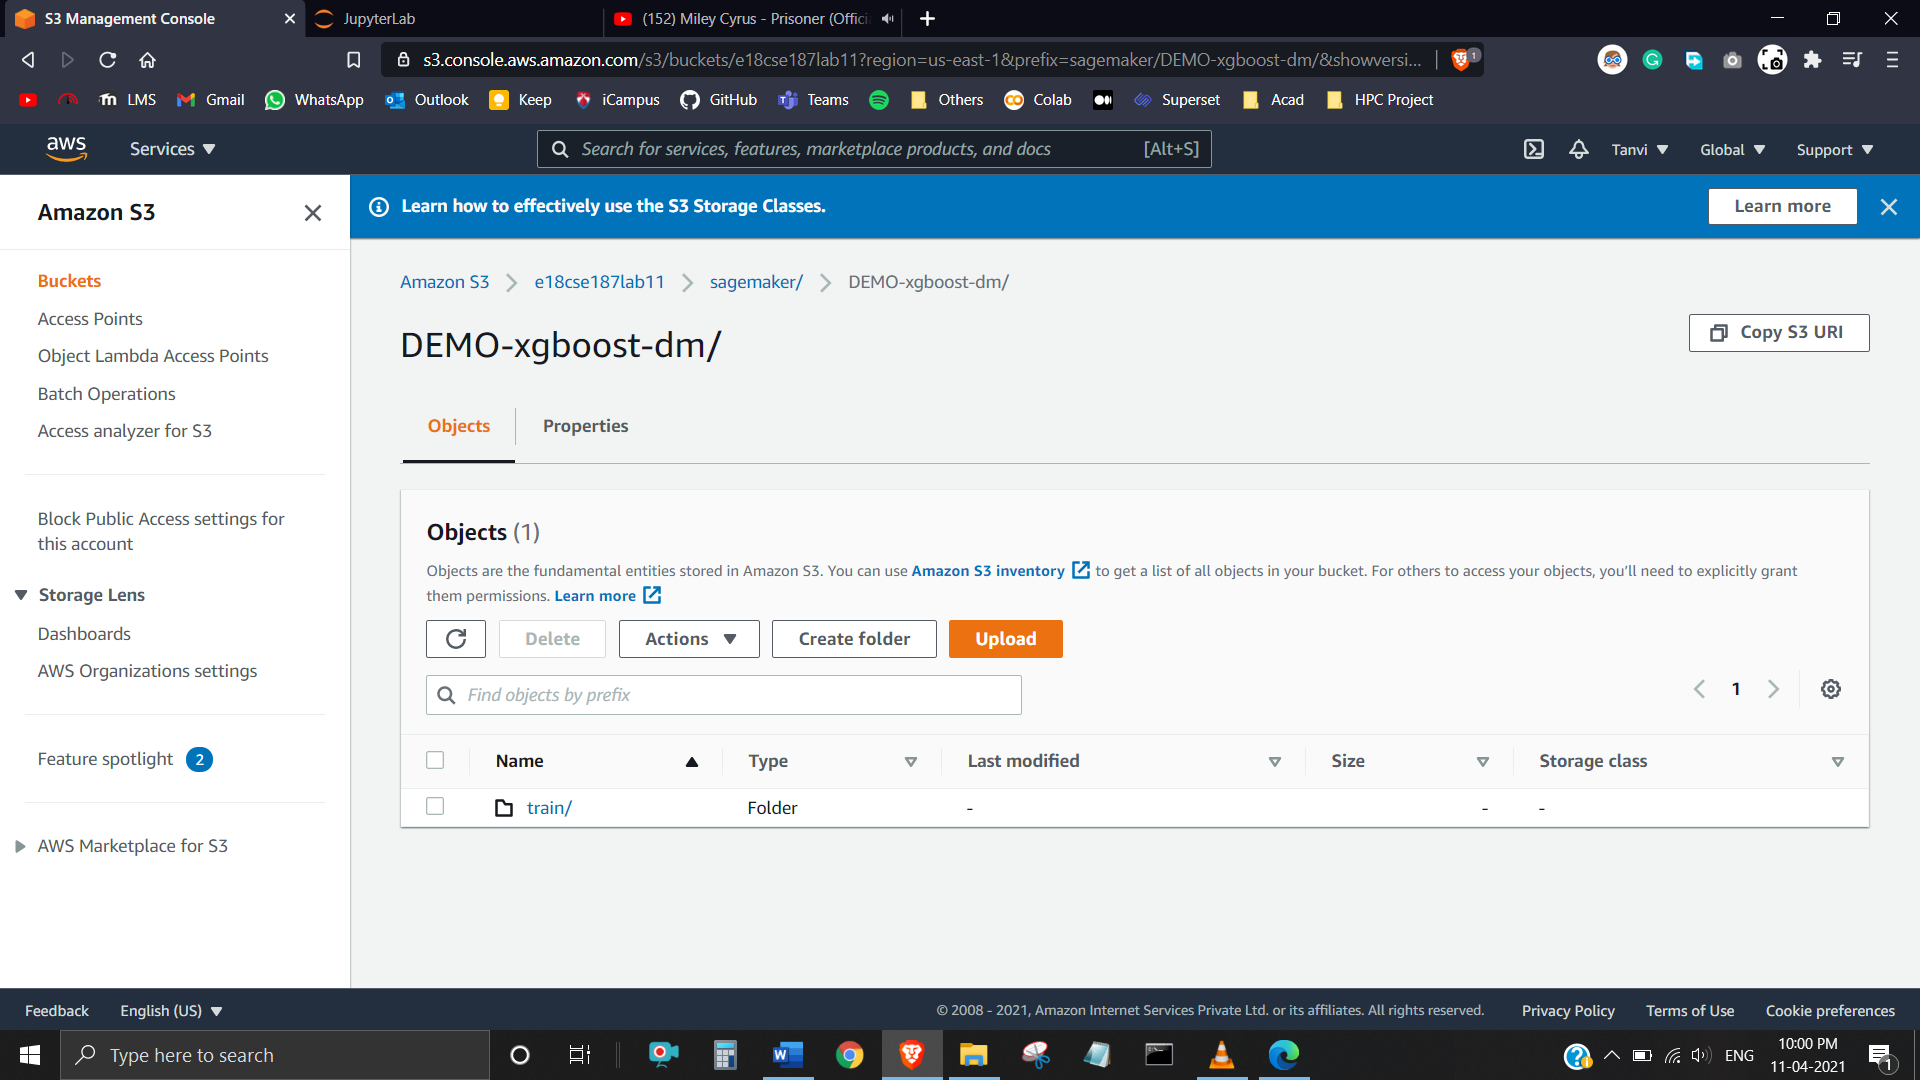 S3 Management Console
JupyterLab
(152) Miley Cyrus - Prisoner (Offici
s3.console.aws.amazon.com/s3/buckets/e18cse187lab11?region=us-east-1&prefix=sagemaker/DEMO-xgboost-dm/&showversi...
1
LMS
Gmail
WhatsApp
Outlook
Keep
iCampus
GitHub
Teams
Others
Colab
Superset
Acad
HPC Project
aws
Services
Search for services, features, marketplace products, and docs
[Alt+S]
Tanvi
Global
Support
Amazon S3
Learn how to effectively use the S3 Storage Classes.
Learn more
Buckets
Access Points
Object Lambda Access Points
Batch Operations
Access analyzer for S3
Block Public Access settings for
this account
Storage Lens
Dashboards
AWS Organizations settings
Feature spotlight 2
AWS Marketplace for S3
Amazon S3
e18cse187lab11
sagemaker/
DEMO-xgboost-dm/
DEMO-xgboost-dm/
Copy S3 URI
Objects
Properties
Objects (1)
Objects are the fundamental entities stored in Amazon S3. You can use Amazon S3 inventory to get a list of all objects in your bucket. For others to access your objects, you'll need to explicitly grant
them permissions. Learn more
Delete
Actions
Create folder
Upload
Find objects by prefix
1
Name
Type
Last modified
Size
Storage class
train/
Folder
-
-
-
Feedback
English (US)
© 2008 - 2021, Amazon Internet Services Private Ltd. or its affiliates. All rights reserved.
Privacy Policy
Terms of Use
Cookie preferences
Type here to search
ENG
10:00 PM
11-04-2021
1